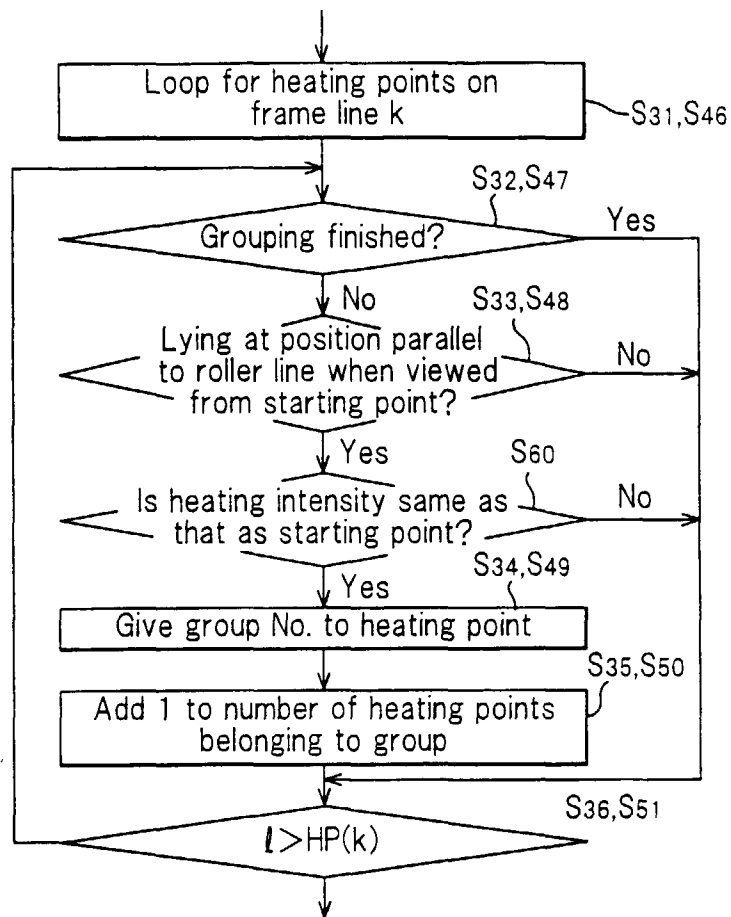 Loop for heating points on
frame line k
S31,S46
S32,S47
Grouping finished?
Yes
No
S33,S48
Lying at position parallel
to roller line when viewed
from starting point?
No
Yes
S60
Is heating intensity same as
that as starting point?
No
Yes
S34,S49
Give group No. to heating point
S35,S50
Add 1 to number of heating points
belonging to group
S36,S51
l>HP(k)